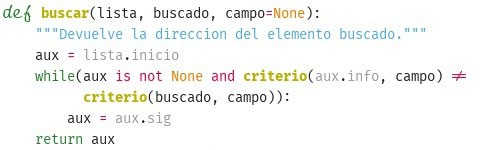 def buscar(lista, buscado, campo=None):
"""Devuelve la direccion del elemento buscado."""
aux = lista.inicio
while(aux is not None and criterio(aux.info, campo) ≠
criterio(buscado, campo)):
aux = aux.sig
return aux